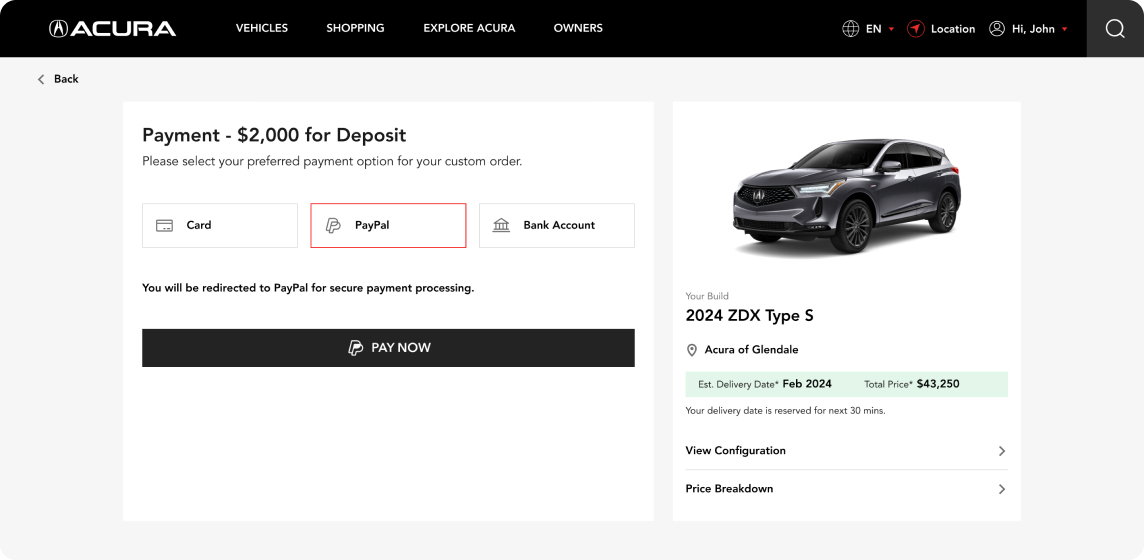 ACURA
VEHICLES
SHOPPING
EXPLORE ACURA
OWNERS
EN
Location
Hi, John
Back
Payment - $2,000 for Deposit
Please select your preferred payment option for your custom order.
Card
PayPal
Bank Account
You will be redirected to PayPal for secure payment processing.
PAY NOW
Your Build
2024 ZDX Type S
Acura of Glendale
Est. Delivery Date* Feb 2024
Total Price* $43,250
Your delivery date is reserved for next 30 mins.
View Configuration
Price Breakdown